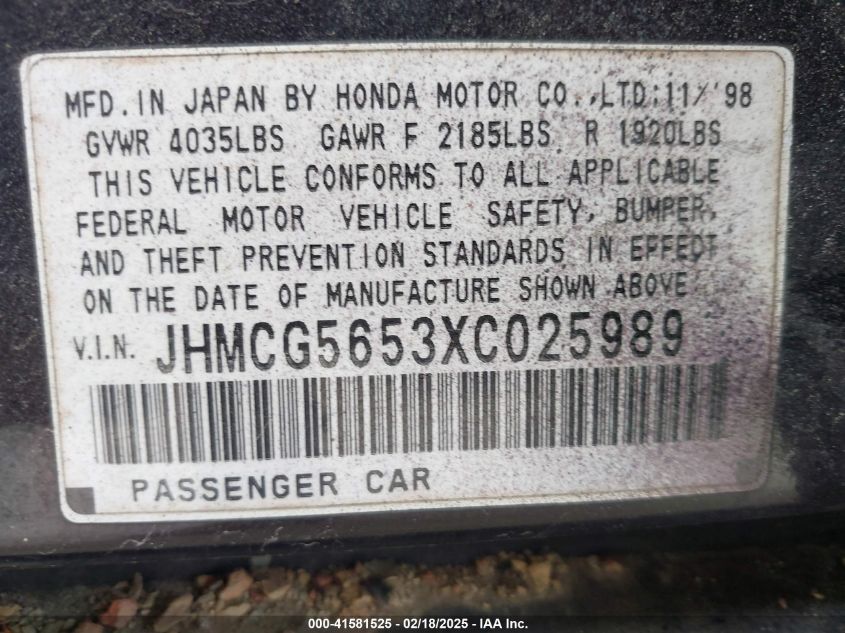 MFD. IN JAPAN BY HONDA MOTOR CO.,LTD; 11/'98
GVWR 4035LBS GAWR F 2185LBS R 1920LBS
THIS VEHICLE CONFORMS TO ALL APPLICABLE
FEDERAL MOTOR VEHICLE SAFETY, BUMPER,
AND THEFT PREVENTION STANDARDS IN EFFECT
ON THE DATE OF MANUFACTURE SHOWN ABOVE
V.I.N. JHMCG5653XC025989
PASSENGER CAR
000-41581525 - 02/18/2025 - IAA Inc.